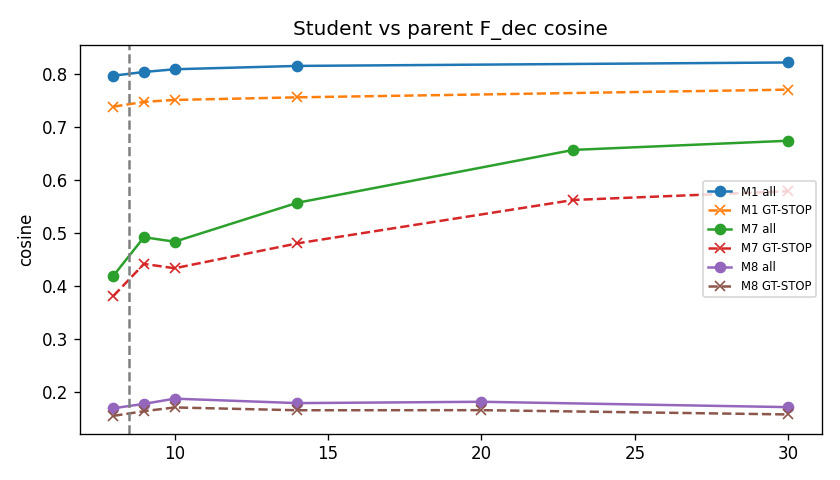 Student vs parent F_dec cosine
cosine
0.8
0.7
0.6
0.5
0.4
0.3
0.2
10
15
20
25
30
M1 all
M1 GT-STOP
M7 all
M7 GT-STOP
M8 all
M8 GT-STOP